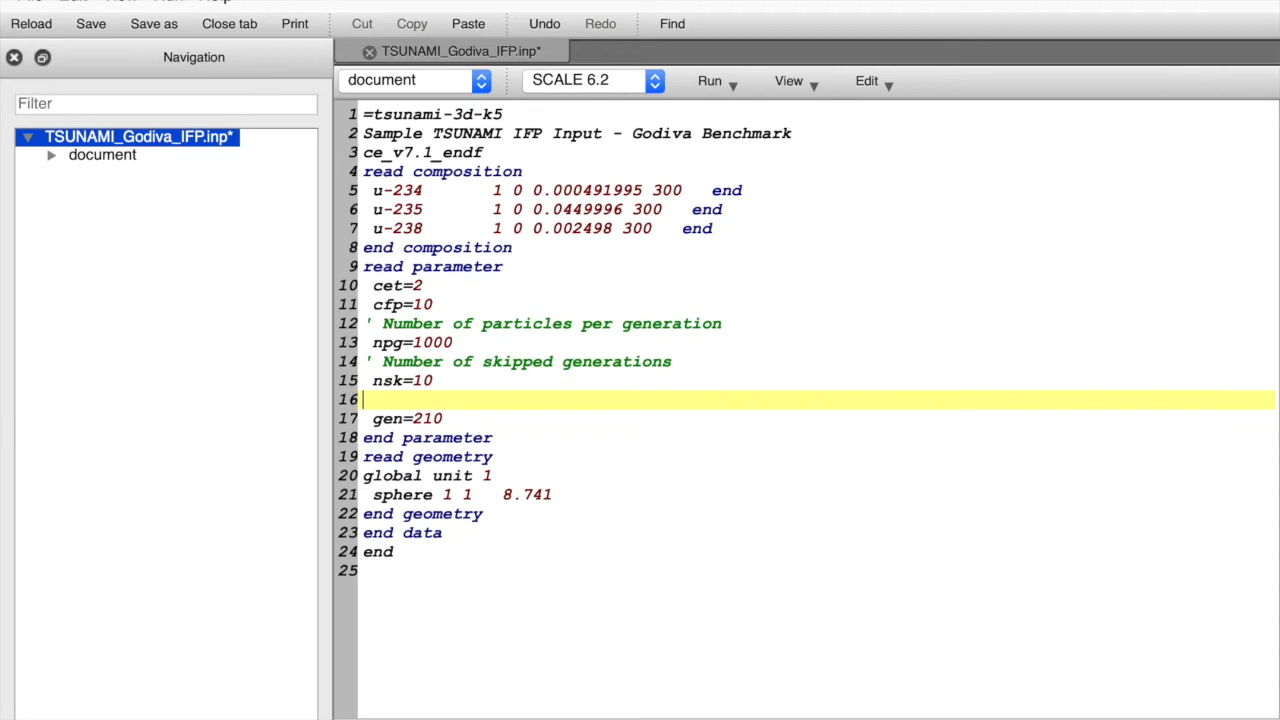 Reload Save Save as Close tab Print Cut Copy Paste Undo Redo Find
Navigation
TSUNAMI_Godiva_IFP.inp*
document SCALE 6.2 Run View Edit
Filter
TSUNAMI_Godiva_IFP.inp*
document
1 =tsunami-3d-k5
2 Sample TSUNAMI IFP Input - Godiva Benchmark
3 ce_v7.1_endf
4 read composition
5 u-234 1 0 0.000491995 300 end
6 u-235 1 0 0.0449996 300 end
7 u-238 1 0 0.002498 300 end
8 end composition
9 read parameter
10 cet=2
11 cfp=10
12 ' Number of particles per generation
13 npg=1000
14 ' Number of skipped generations
15 nsk=10
16
17 gen=210
18 end parameter
19 read geometry
20 global unit 1
21 sphere 1 1 8.741
22 end geometry
23 end data
24 end
25